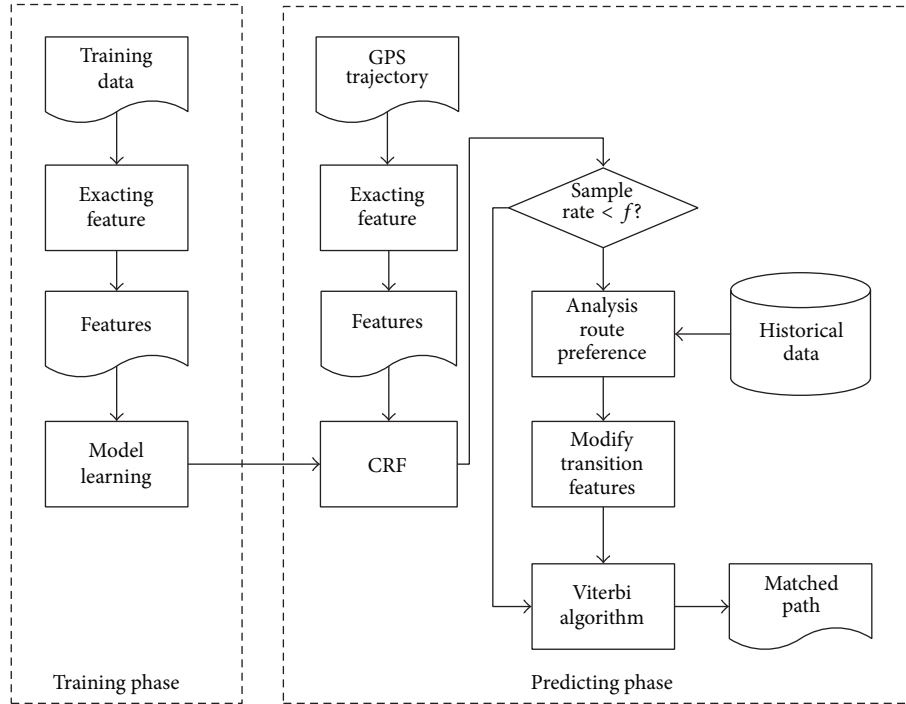 Training
data
Exacting
feature
Features
Model
learning
Training phase
GPS
trajectory
Exacting
feature
Features
CRF
Sample
rate < f?
Analysis
route
preference
Historical
data
Modify
transition
features
Viterbi
algorithm
Matched
path
Predicting phase